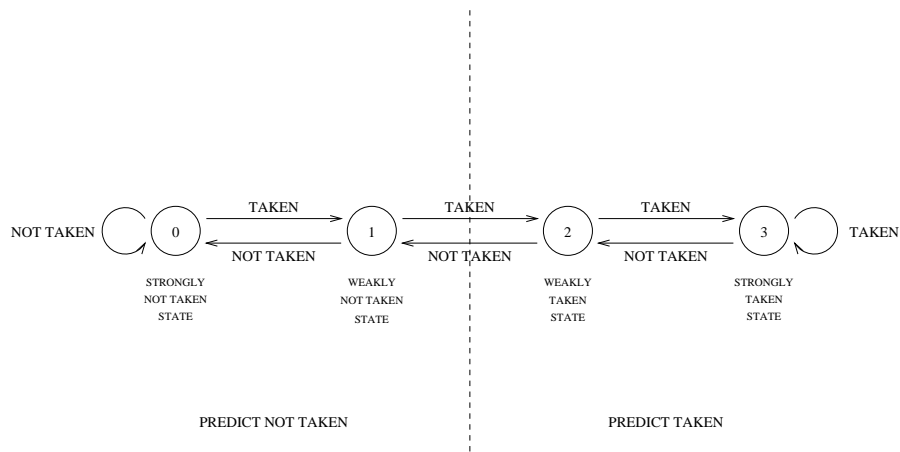 TAKEN
TAKEN
TAKEN
NOT TAKEN
0
1
2
3
TAKEN
NOT TAKEN
NOT TAKEN
NOT TAKEN
STRONGLY
NOT TAKEN
STATE
WEAKLY
NOT TAKEN
STATE
WEAKLY
TAKEN
STATE
STRONGLY
TAKEN
STATE
PREDICT NOT TAKEN
PREDICT TAKEN